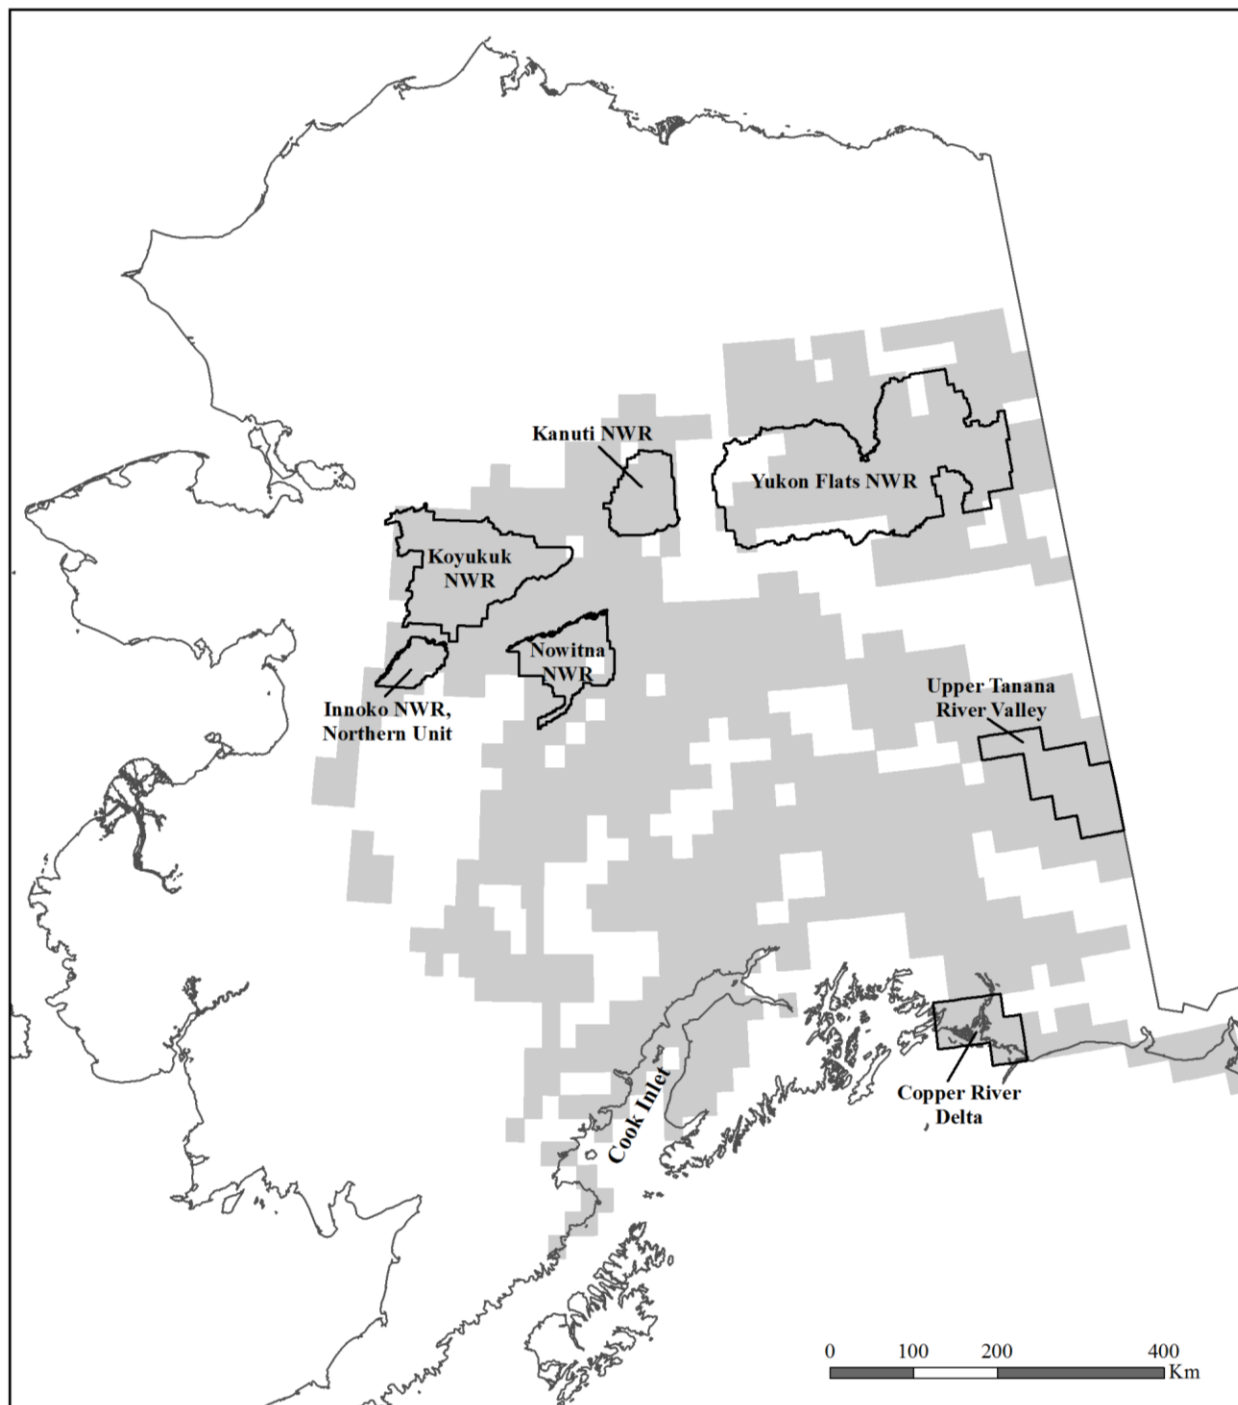 Kanuti NWR
Yukon Flats NWR
Koyukuk
NWR
Nowitna
NWR
Innoko NWR,
Northern Unit
Upper Tanana
River Valley
Copper River
Delta
Cook Inlet
0 100 200 400
Km